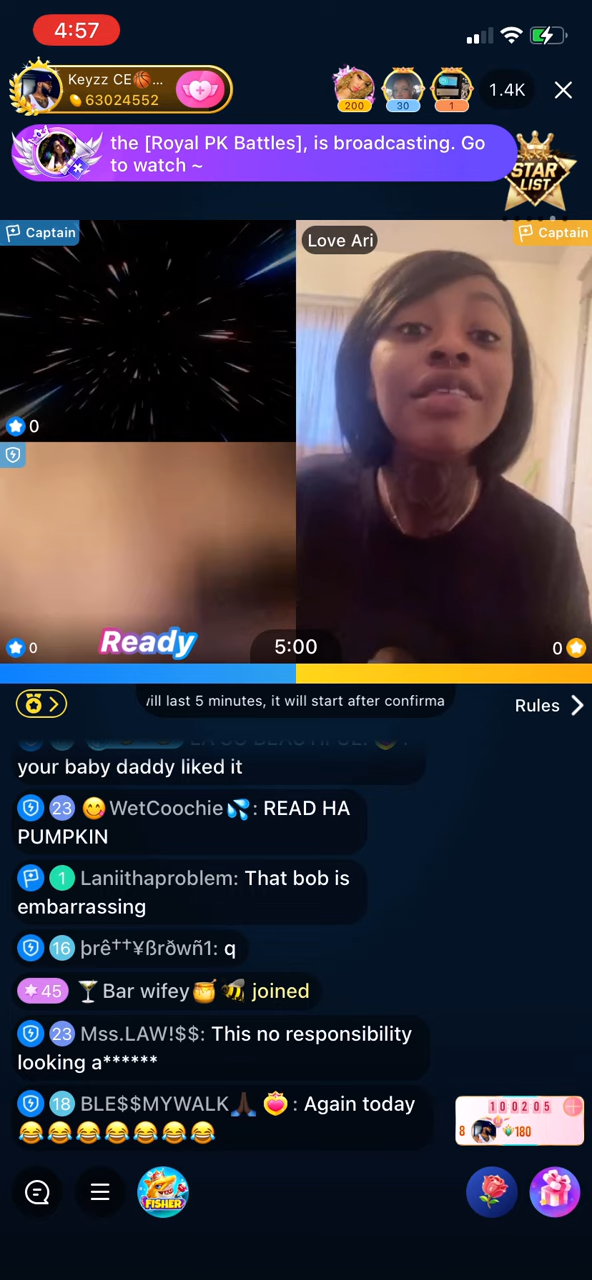 4:57
Keyzz CE🏀...
63024552
200
30
1
1.4K
the [Royal PK Battles], is broadcasting. Go
to watch ~
STAR
LIST
Captain
Love Ari
Captain
0
0
Ready
5:00
0
ill last 5 minutes, it will start after confirma
Rules
your baby daddy liked it
23 😋WetCoochie💦: READ HA
PUMPKIN
1 Laniithaproblem: That bob is
embarrassing
16 þrê††¥ßrðwñ1: q
45 🍸Bar wifey🍯🐝 joined
23 Mss.LAW!$$: This no responsibility
looking a******
18 BLE$$MYWALK🙏🏿 : Again today
😂😂😂😂😂😂😂
100205
8
180
FISHER